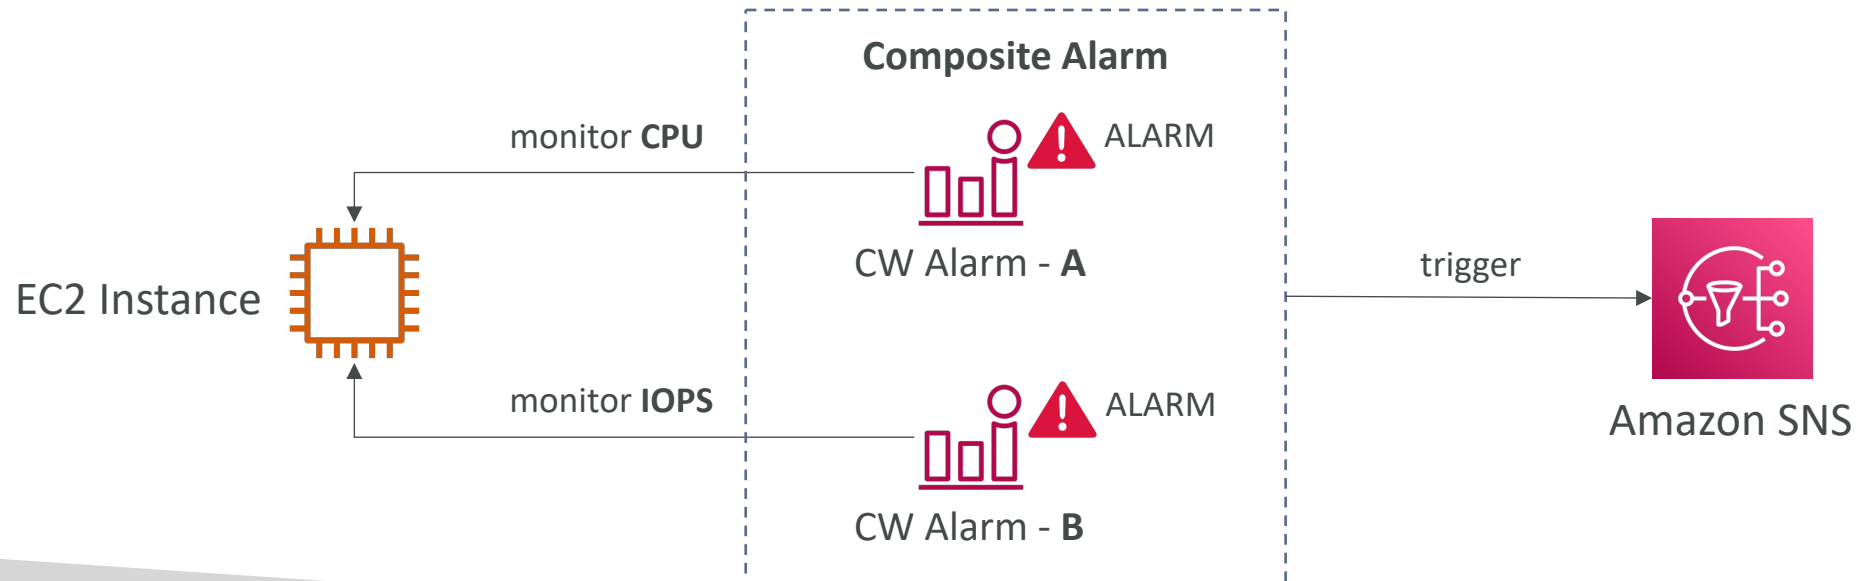 Composite Alarm
monitor CPU
ALARM
CW Alarm - A
EC2 Instance
trigger
monitor IOPS
ALARM
Amazon SNS
CW Alarm - B